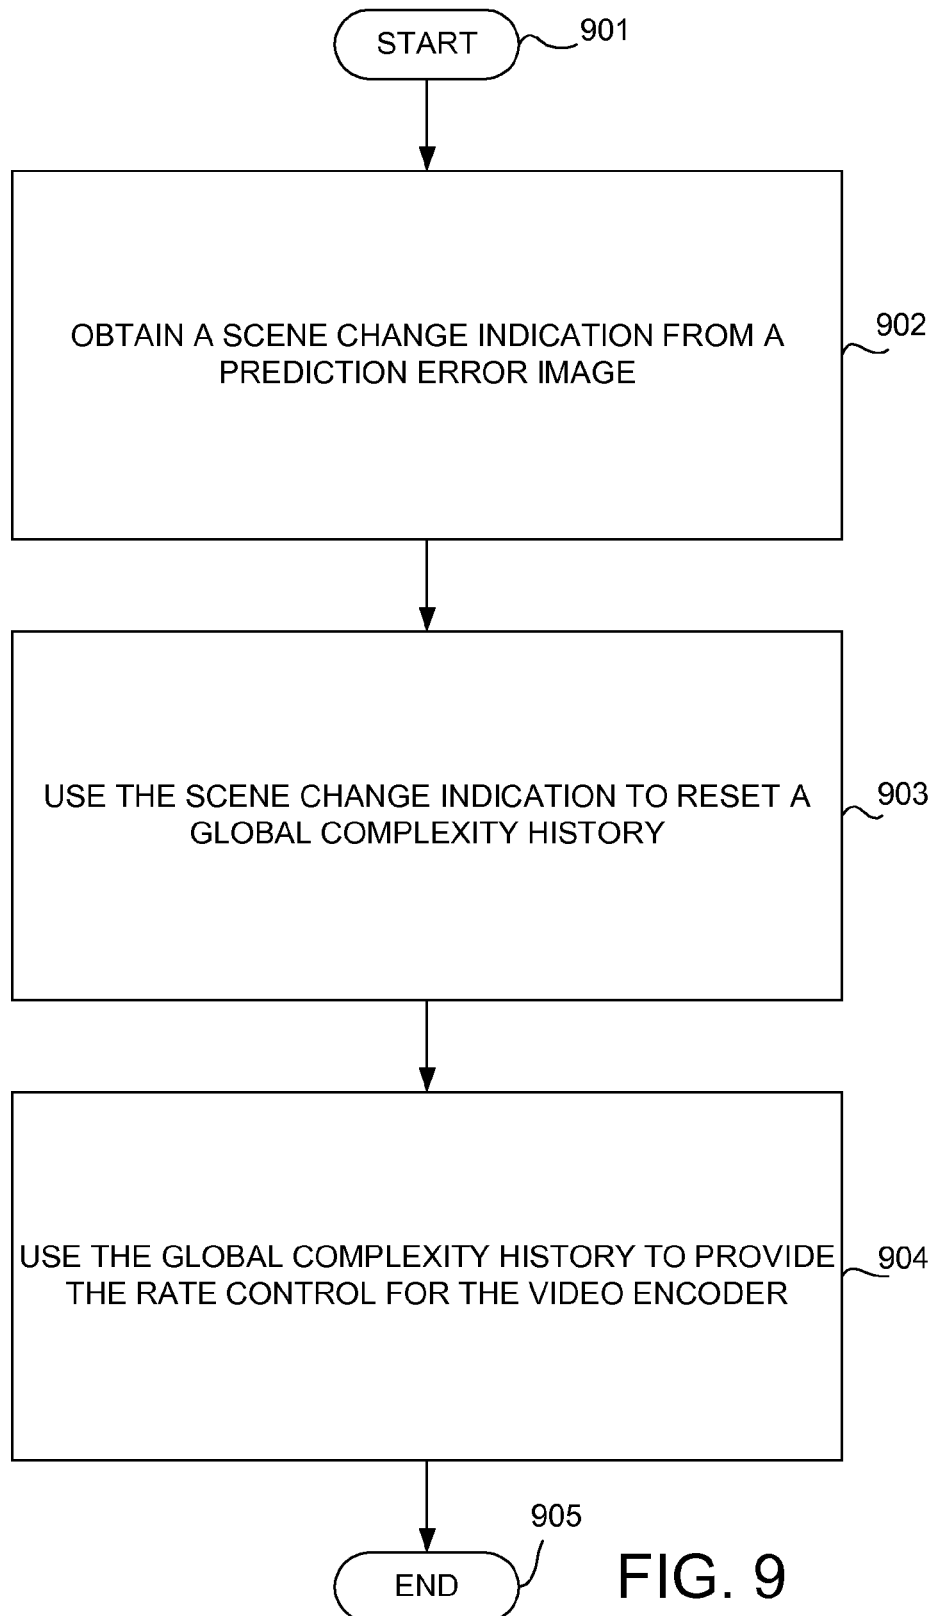 START
901
OBTAIN A SCENE CHANGE INDICATION FROM A
PREDICTION ERROR IMAGE
902
USE THE SCENE CHANGE INDICATION TO RESET A
GLOBAL COMPLEXITY HISTORY
903
USE THE GLOBAL COMPLEXITY HISTORY TO PROVIDE
THE RATE CONTROL FOR THE VIDEO ENCODER
904
905
END
FIG. 9